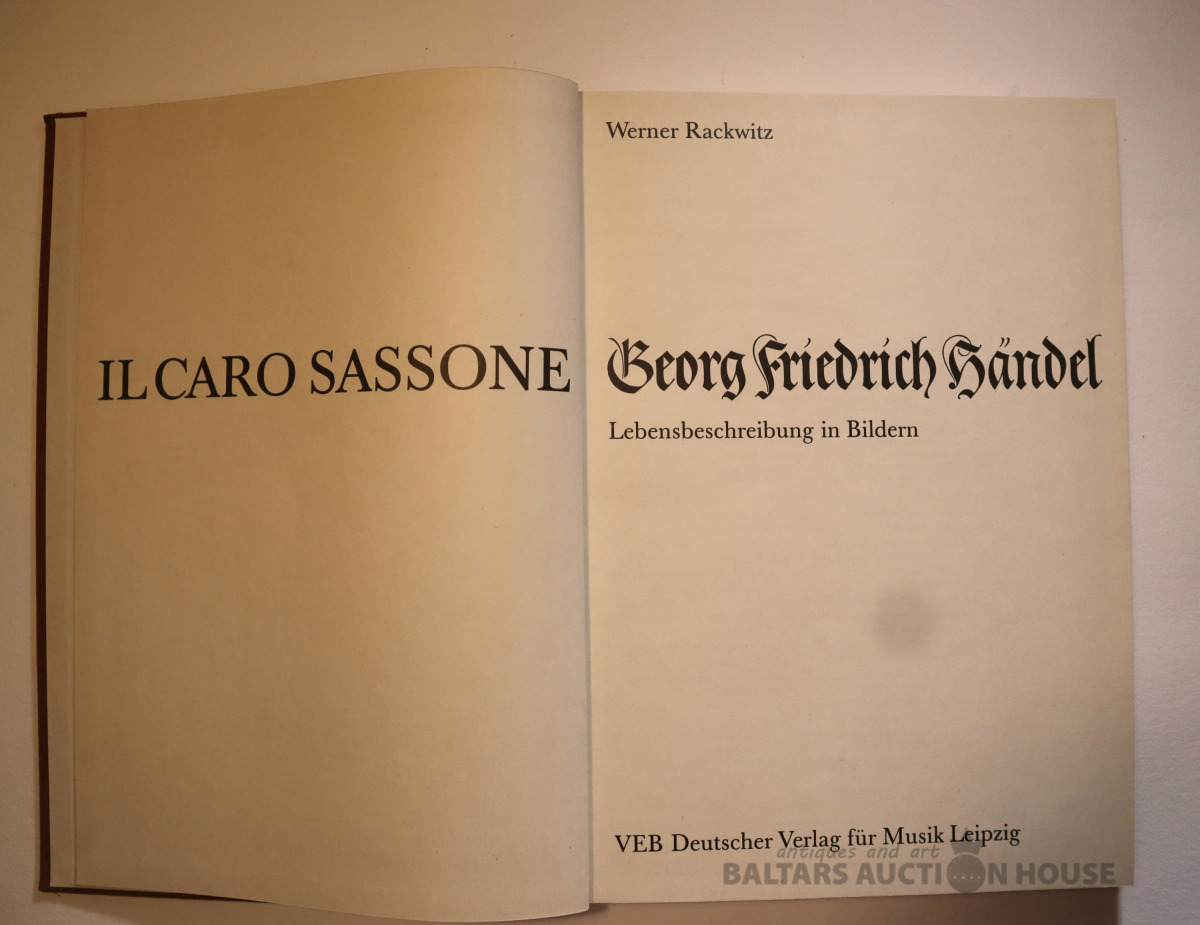 IL CARO SASSONE
Werner Rackwitz
Georg Friedrich Händel
Lebensbeschreibung in Bildern
VEB Deutscher Verlag für Musik Leipzig
antiques and art
BALTARS AUCTION HOUSE